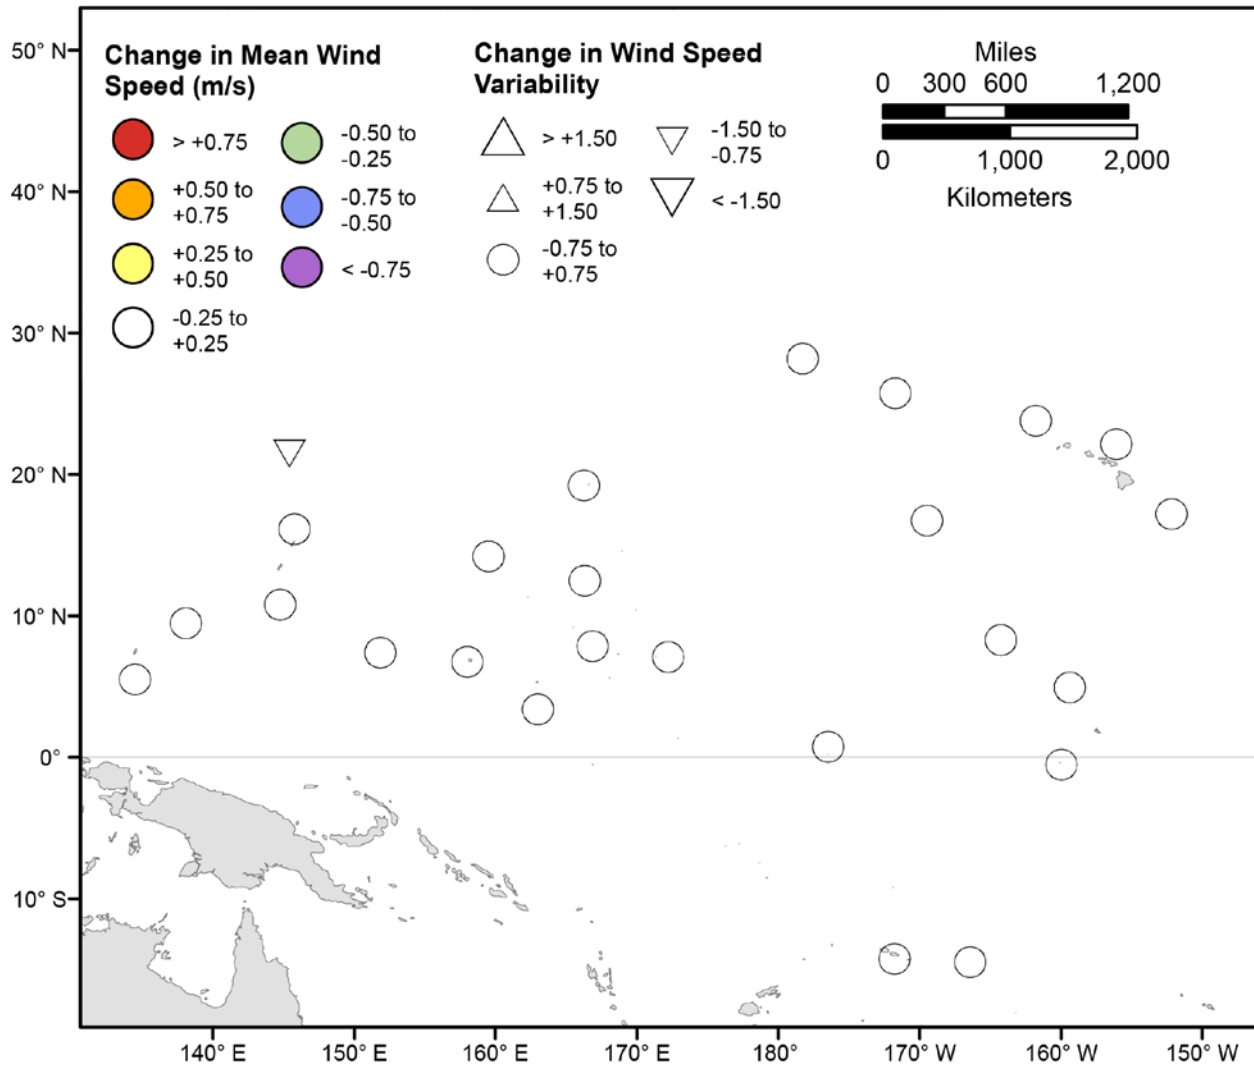 Change in Mean Wind
Speed (m/s)
> +0.75
+0.50 to
+0.75
+0.25 to
+0.50
-0.25 to
+0.25
-0.50 to
-0.25
-0.75 to
-0.50
< -0.75
Change in Wind Speed
Variability
> +1.50
+0.75 to
+1.50
-0.75 to
+0.75
-1.50 to
-0.75
< -1.50
Miles
0 300 600 1,200
0 1,000 2,000
Kilometers
50° N
40° N
30° N
20° N
10° N
0°
10° S
140° E 150° E 160° E 170° E 180° 170° W 160° W 150° W